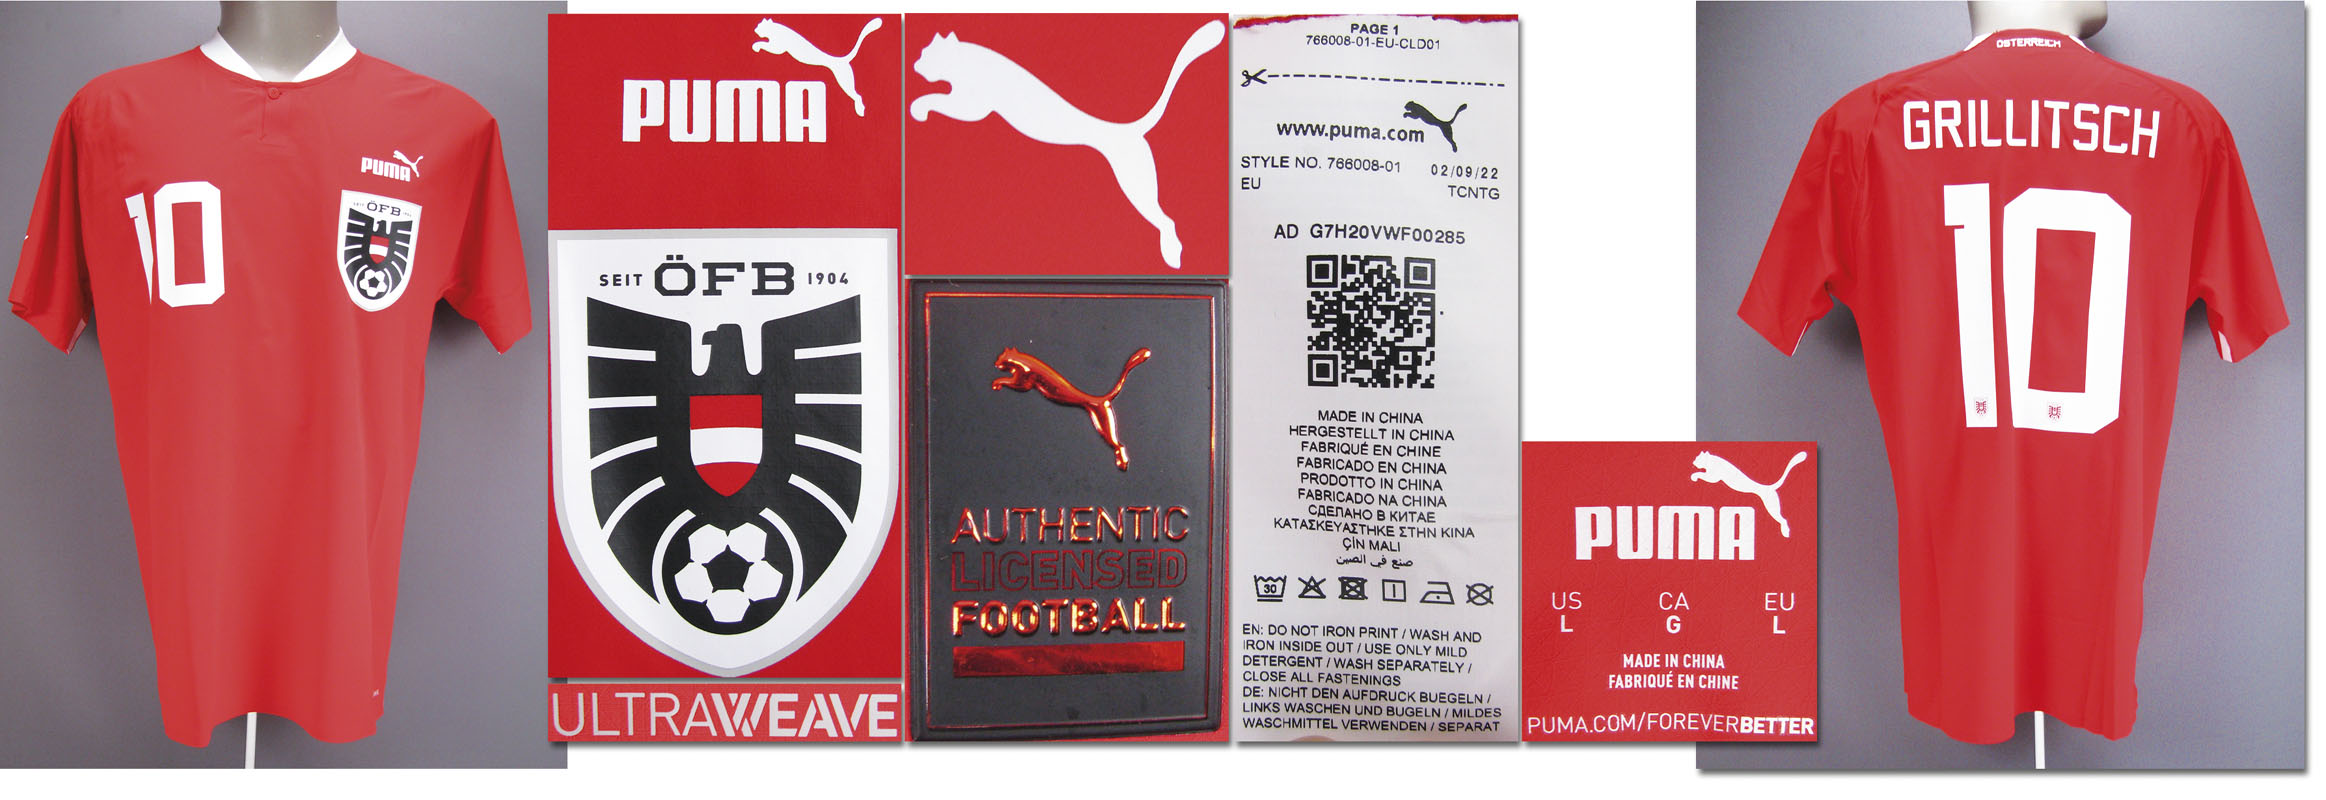 10
PUMA
SEIT ÖFB 1904
PUMA
SEIT ÖFB 1904
ULTRAWEAVE
AUTHENTIC
LICENSED
FOOTBALL
PAGE 1
766008-01-EU-CLD01
www.puma.com
STYLE NO. 766008-01 02/09/22
EU TCNTG
AD G7H20VWF00285
MADE IN CHINA
HERGESTELLT IN CHINA
FABRIQUÉ EN CHINE
FABRICADO EN CHINA
PRODOTTO IN CHINA
FABRICADO NA CHINA
СДЕЛАНО В КИТАЕ
ΚΑΤΑΣΚΕΥΑΣΤΗΚΕ ΣΤΗΝ ΚΙΝΑ
ÇİN MALI
صنع في الصين
30
EN: DO NOT IRON PRINT / WASH AND
IRON INSIDE OUT / USE ONLY MILD
DETERGENT / WASH SEPARATELY /
CLOSE ALL FASTENINGS
DE: NICHT DEN AUFDRUCK BUEGELN /
LINKS WASCHEN UND BUGELN / MILDES
WASCHMITTEL VERWENDEN / SEPARAT
PUMA
US CA EU
L G L
MADE IN CHINA
FABRIQUÉ EN CHINE
PUMA.COM/FOREVERBETTER
ÖSTERREICH
GRILLITSCH
10